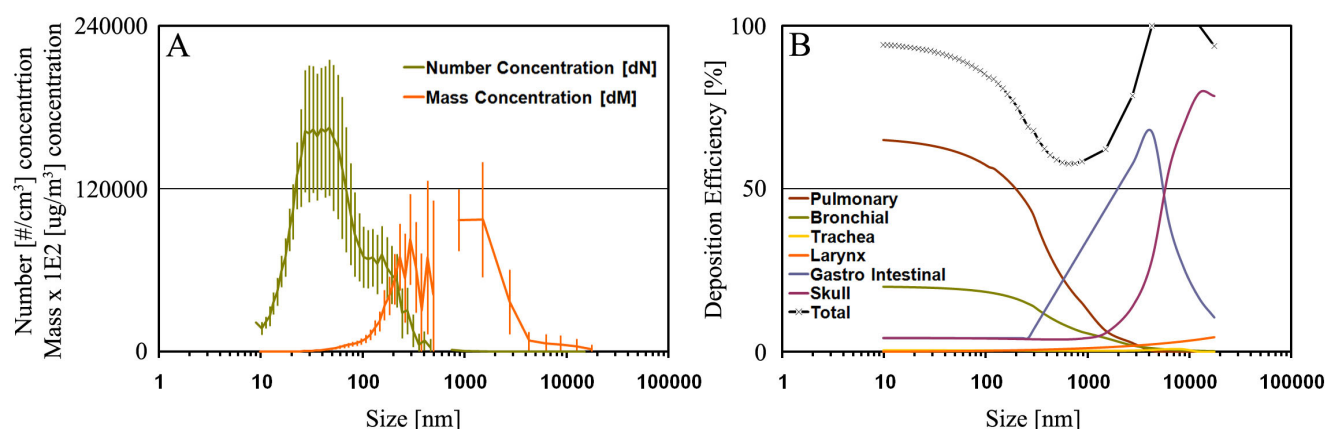 Number [#/cm³] concentrtion
Mass x 1E2 [ug/m³] concentration
240000
120000
0
A
Number Concentration [dN]
Mass Concentration [dM]
1
10
100
1000
10000
100000
Size [nm]
Deposition Efficiency [%]
100
50
0
B
Pulmonary
Bronchial
Trachea
Larynx
Gastro Intestinal
Skull
Total
1
10
100
1000
10000
100000
Size [nm]